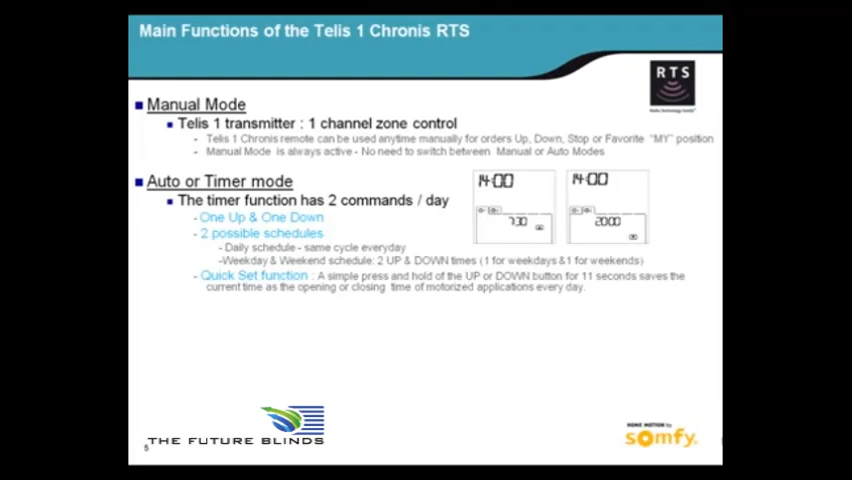 Main Functions of the Telis 1 Chronis RTS
RTS
Manual Mode
Telis 1 transmitter : 1 channel zone control
- Telis 1 Chronis remote can be used anytime manually for orders Up, Down, Stop or Favorite "MY" position
- Manual Mode is always active - No need to switch between Manual or Auto Modes
Auto or Timer mode
The timer function has 2 commands / day
- One Up & One Down
- 2 possible schedules
- Daily schedule - same cycle everyday
-Weekday & Weekend schedule: 2 UP & DOWN times (1 for weekdays &1 for weekends)
- Quick Set function : A simple press and hold of the UP or DOWN button for 11 seconds saves the
current time as the opening or closing time of motorized applications every day.
14:00
7:30
14:00
20:00
THE FUTURE BLINDS
HOME MOTION by
somfy.
5